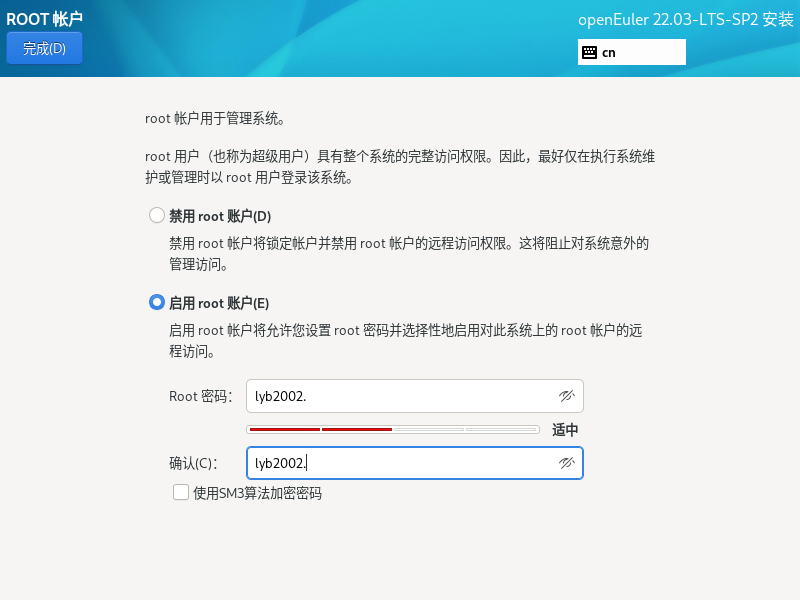 ROOT 帐户
openEuler 22.03-LTS-SP2 安装
完成(D)
cn
root 帐户用于管理系统。
root 用户（也称为超级用户）具有整个系统的完整访问权限。因此，最好仅在执行系统维
护或管理时以 root 用户登录该系统。
禁用 root 账户(D)
禁用 root 帐户将锁定帐户并禁用 root 帐户的远程访问权限。这将阻止对系统意外的
管理访问。
启用 root 账户(E)
启用 root 帐户将允许您设置 root 密码并选择性地启用对此系统上的 root 帐户的远
程访问。
Root 密码：
lyb2002.
适中
确认(C)：
lyb2002.
使用SM3算法加密密码